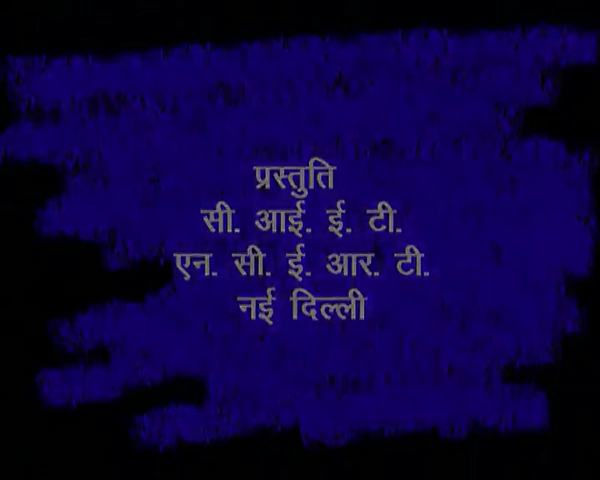 प्रस्तुति
सी. आई. ई. टी.
एन. सी. ई. आर. टी.
नई दिल्ली